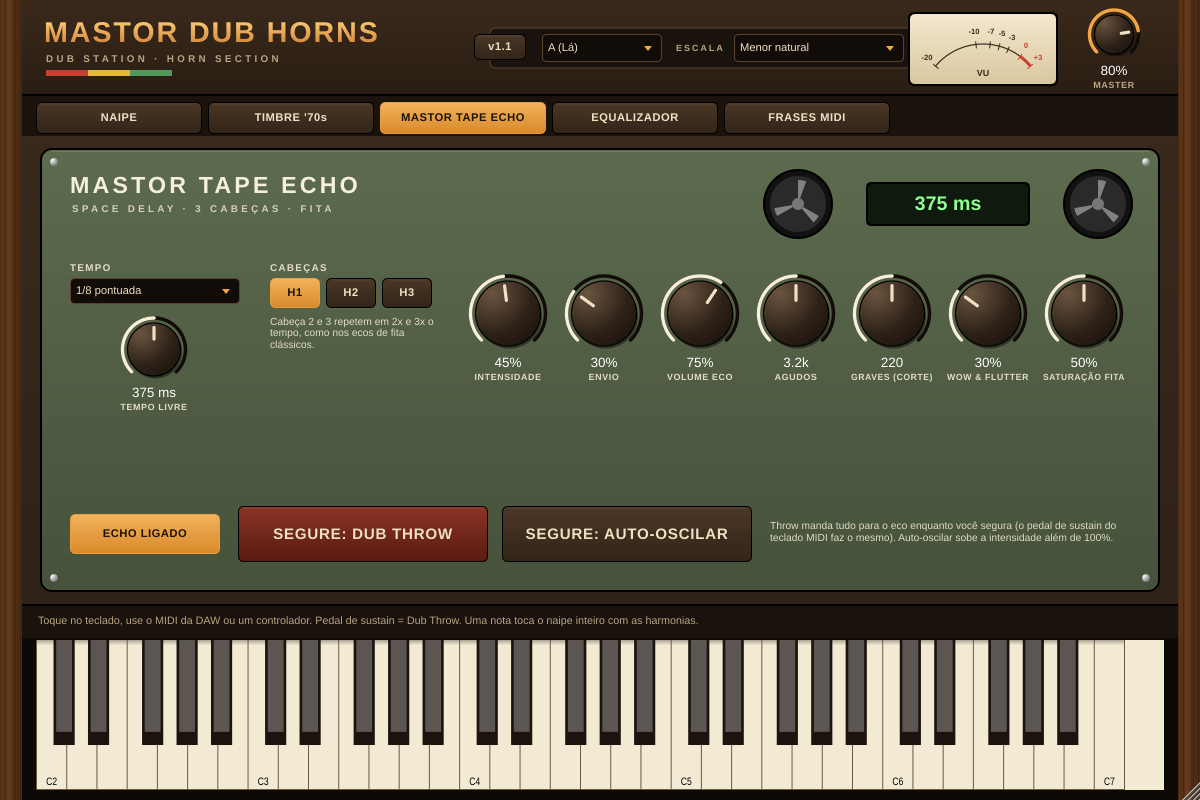 MASTOR DUB HORNS
DUB STATION · HORN SECTION
v1.1
A (Lá)
ESCALA
Menor natural
-20
-10
-7
-5
-3
0
+3
VU
80%
MASTER
NAIPE
TIMBRE '70s
MASTOR TAPE ECHO
EQUALIZADOR
FRASES MIDI
MASTOR TAPE ECHO
SPACE DELAY · 3 CABEÇAS · FITA
375 ms
TEMPO
1/8 pontuada
375 ms
TEMPO LIVRE
CABEÇAS
H1
H2
H3
Cabeça 2 e 3 repetem em 2x e 3x o
tempo, como nos ecos de fita
clássicos.
45%
INTENSIDADE
30%
ENVIO
75%
VOLUME ECO
3.2k
AGUDOS
220
GRAVES (CORTE)
30%
WOW & FLUTTER
50%
SATURAÇÃO FITA
ECHO LIGADO
SEGURE: DUB THROW
SEGURE: AUTO-OSCILAR
Throw manda tudo para o eco enquanto você segura (o pedal de sustain do
teclado MIDI faz o mesmo). Auto-oscilar sobe a intensidade além de 100%.
Toque no teclado, use o MIDI da DAW ou um controlador. Pedal de sustain = Dub Throw. Uma nota toca o naipe inteiro com as harmonias.
C2
C3
C4
C5
C6
C7